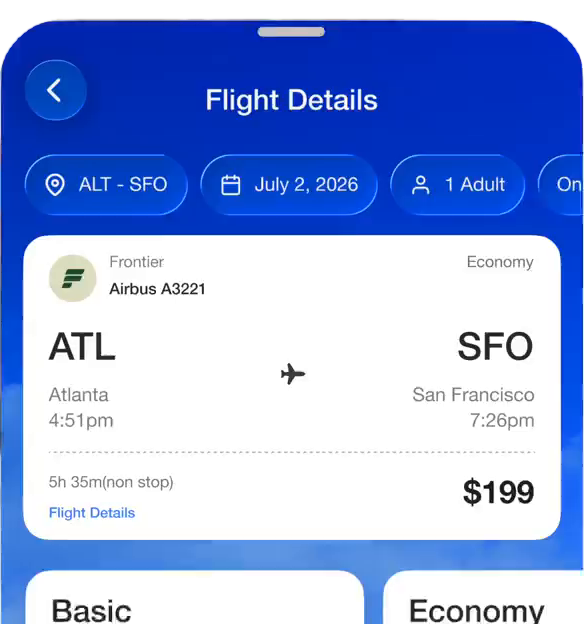 Flight Details
ALT - SFO
July 2, 2026
1 Adult
On
Frontier
Economy
Airbus A3221
ATL
SFO
Atlanta
San Francisco
4:51pm
7:26pm
5h 35m(non stop)
$199
Flight Details
Basic
Economy